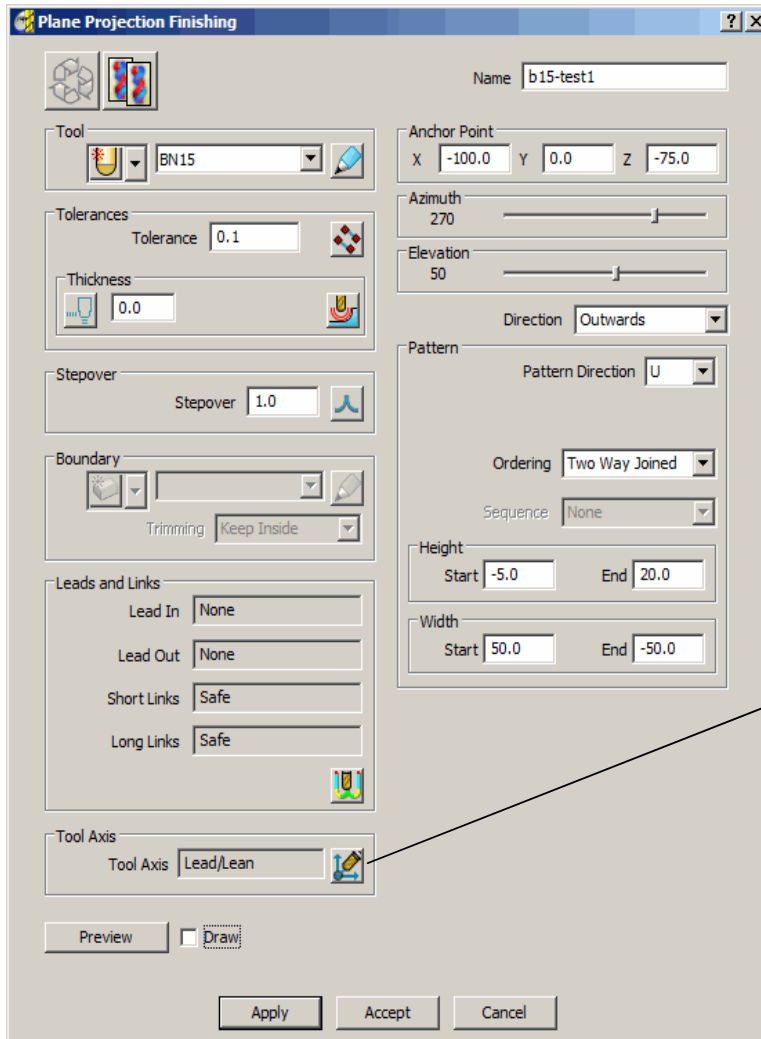 Plane Projection Finishing
Name b15-test1
Tool
BN15
Tolerances
Tolerance 0.1
Thickness
0.0
Stepover
Stepover 1.0
Boundary
Trimming Keep Inside
Leads and Links
Lead In None
Lead Out None
Short Links Safe
Long Links Safe
Tool Axis
Tool Axis Lead/Lean
Preview Draw
Anchor Point
X -100.0 Y 0.0 Z -75.0
Azimuth
270
Elevation
50
Direction Outwards
Pattern
Pattern Direction U
Ordering Two Way Joined
Sequence None
Height
Start -5.0 End 20.0
Width
Start 50.0 End -50.0
Apply Accept Cancel